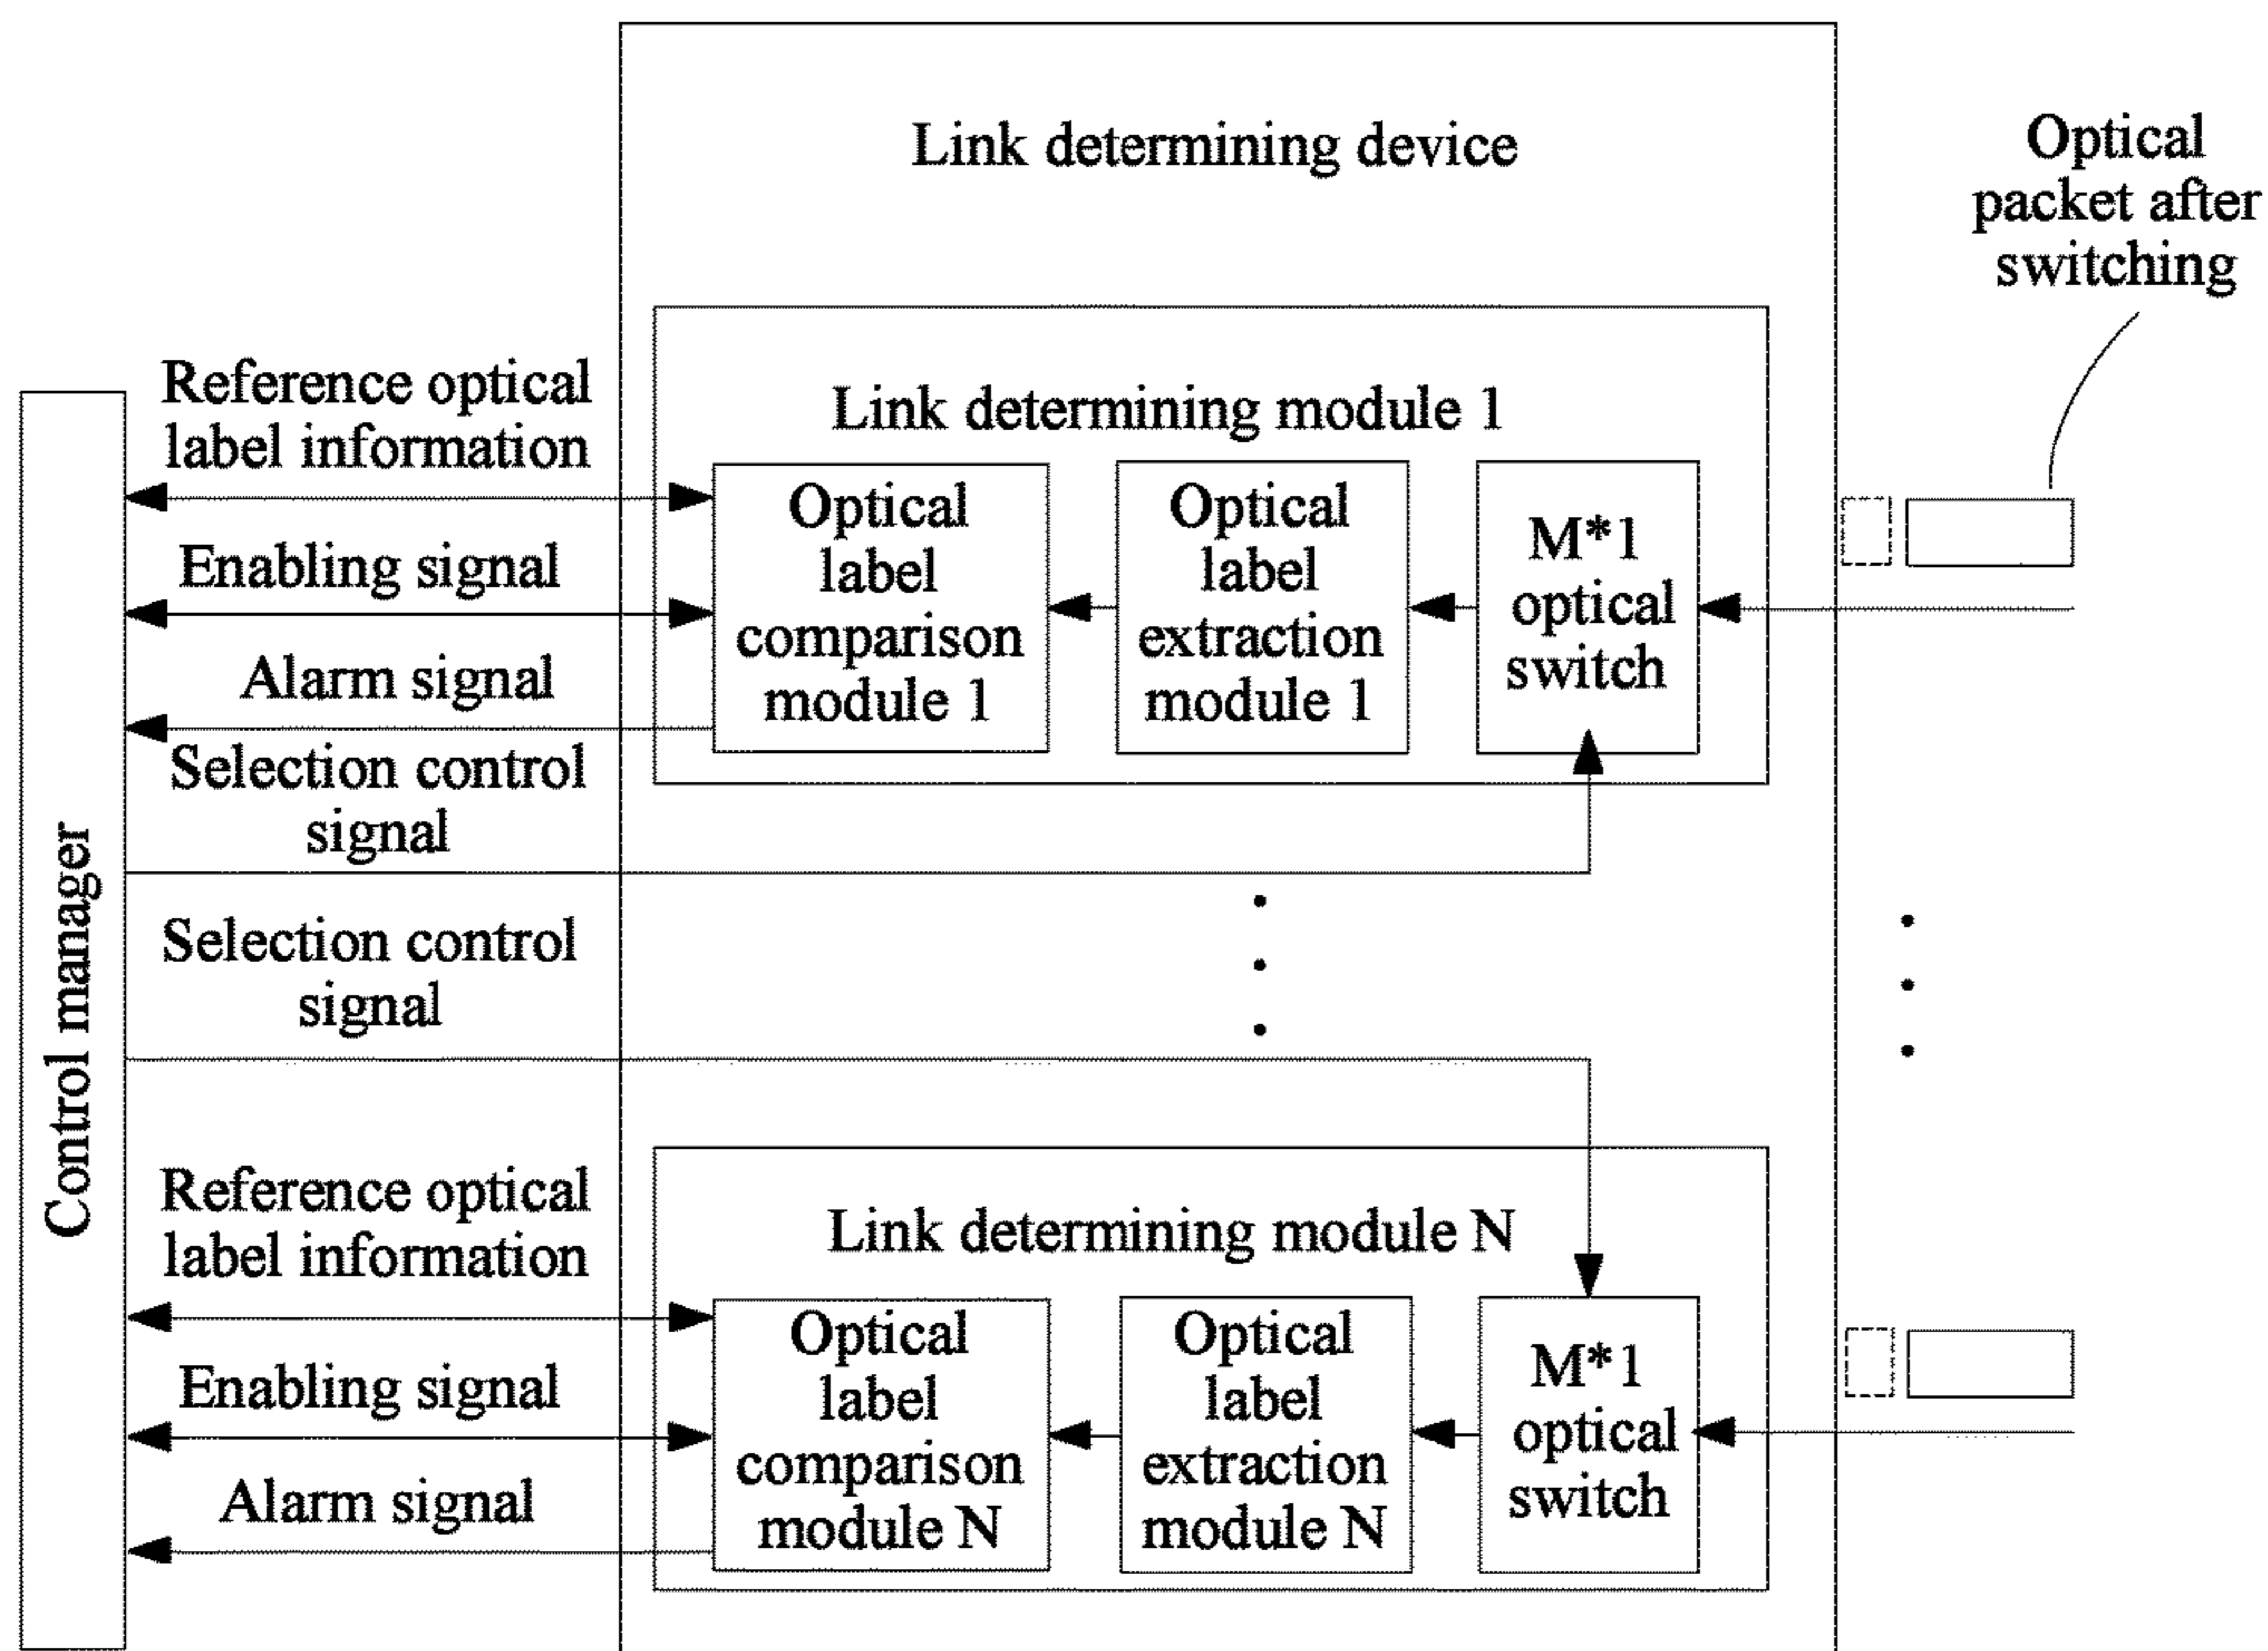 Link determining device
Optical
packet after
switching
Control manager
Reference optical
label information
Enabling signal
Alarm signal
Selection control
signal
Link determining module 1
Optical
label
comparison
module 1
Optical
label
extraction
module 1
M*1
optical
switch
Selection control
signal
Reference optical
label information
Enabling signal
Alarm signal
Link determining module N
Optical
label
comparison
module N
Optical
label
extraction
module N
M*1
optical
switch